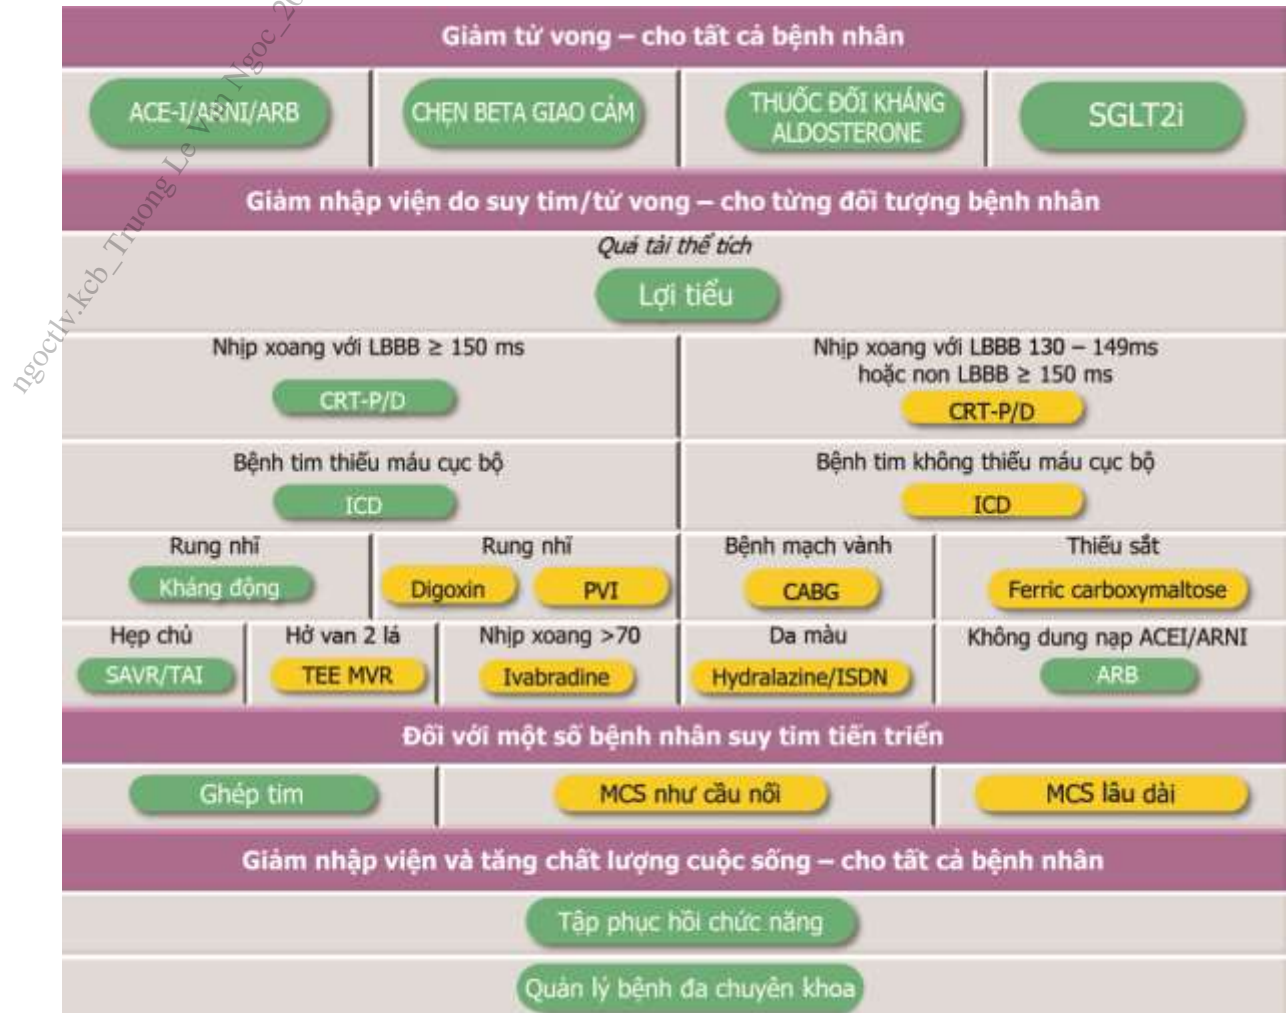 Giảm tử vong – cho tất cả bệnh nhân
ACE-I/ARNI/ARB
CHẸN BETA GIAO CẢM
THUỐC ĐỐI KHÁNG
ALDOSTERONE
SGLT2i
Giảm nhập viện do suy tim/tử vong – cho từng đối tượng bệnh nhân
Quá tải thể tích
Lợi tiểu
Nhịp xoang với LBBB ≥ 150 ms
CRT-P/D
Nhịp xoang với LBBB 130 – 149ms
hoặc non LBBB ≥ 150 ms
CRT-P/D
Bệnh tim thiếu máu cục bộ
ICD
Bệnh tim không thiếu máu cục bộ
ICD
Rung nhĩ
Kháng động
Rung nhĩ
Digoxin
PVI
Bệnh mạch vành
CABG
Thiếu sắt
Ferric carboxymaltose
Hẹp chủ
SAVR/TAI
Hở van 2 lá
TEE MVR
Nhịp xoang >70
Ivabradine
Da màu
Hydralazine/ISDN
Không dung nạp ACEI/ARNI
ARB
Đối với một số bệnh nhân suy tim tiến triển
Ghép tim
MCS như cầu nối
MCS lâu dài
Giảm nhập viện và tăng chất lượng cuộc sống – cho tất cả bệnh nhân
Tập phục hồi chức năng
Quản lý bệnh đa chuyên khoa
ngoctlv.kcb_Truong Le Vin Ngoc_20